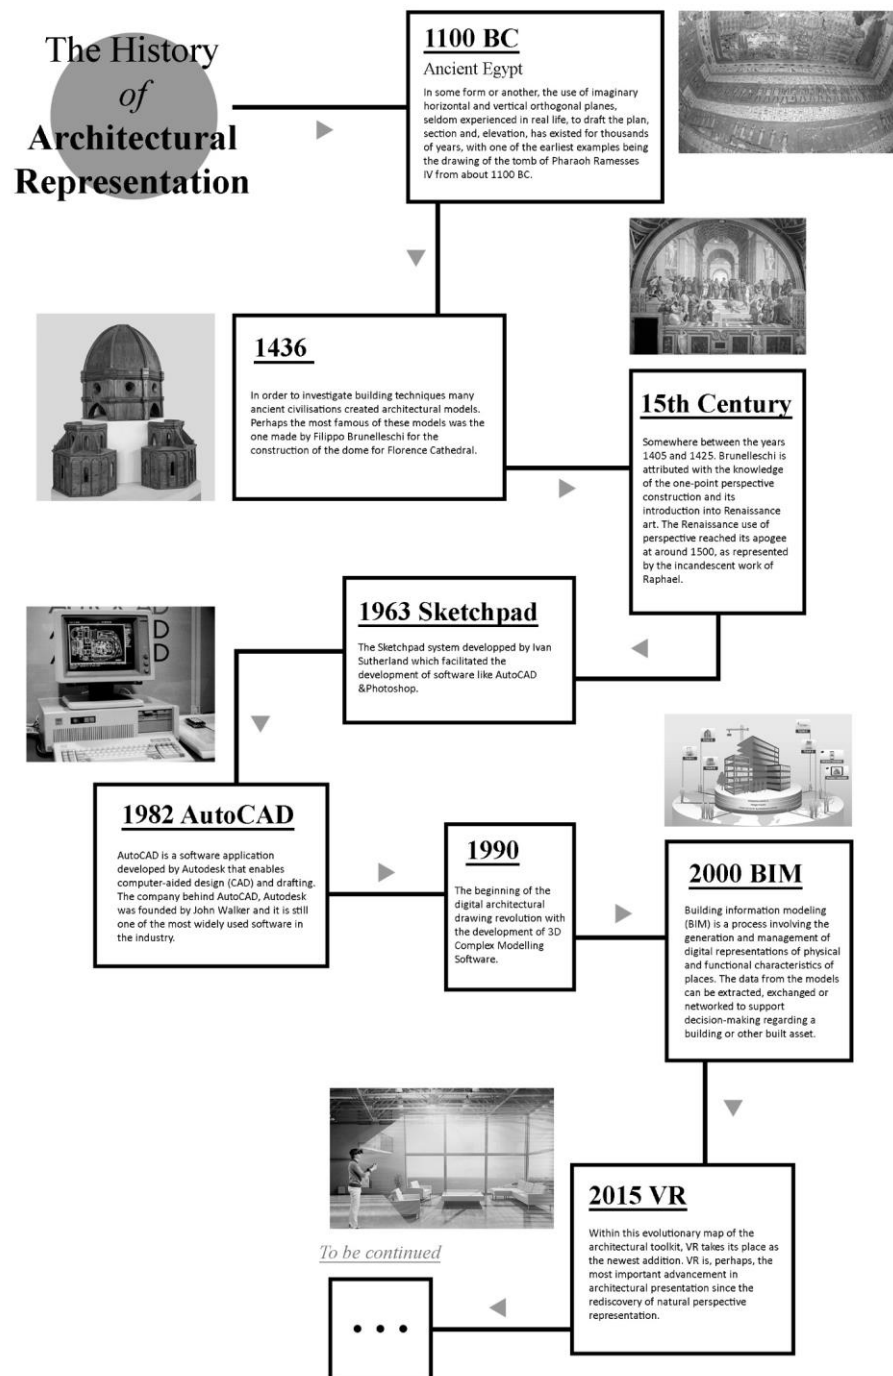 The History
of
Architectural
Representation
1100 BC
Ancient Egypt
In some form or another, the use of imaginary
horizontal and vertical orthogonal planes,
seldom experienced in real life, to draft the plan,
section and, elevation, has existed for thousands
of years, with one of the earliest examples being
the drawing of the tomb of Pharaoh Ramesses
IV from about 1100 BC.
1436
In order to investigate building techniques many
ancient civilisations created architectural models.
Perhaps the most famous of these models was the
one made by Filippo Brunelleschi for the
construction of the dome for Florence Cathedral.
15th Century
Somewhere between the years
1405 and 1425. Brunelleschi is
attributed with the knowledge
of the one-point perspective
construction and its
introduction into Renaissance
art. The Renaissance use of
perspective reached its apogee
at around 1500, as represented
by the incandescent work of
Raphael.
1963 Sketchpad
The Sketchpad system developped by Ivan
Sutherland which facilitated the
development of software like AutoCAD
&Photoshop.
1982 AutoCAD
AutoCAD is a software application
developed by Autodesk that enables
computer-aided design (CAD) and drafting.
The company behind AutoCAD, Autodesk
was founded by John Walker and it is still
one of the most widely used software in
the industry.
1990
The beginning of the
digital architectural
drawing revolution with
the development of 3D
Complex Modelling
Software.
2000 BIM
Building information modeling
(BIM) is a process involving the
generation and management of
digital representations of physical
and functional characteristics of
places. The data from the models
can be extracted, exchanged or
networked to support
decision-making regarding a
building or other built asset.
2015 VR
Within this evolutionary map of the
architectural toolkit, VR takes its place as
the newest addition. VR is, perhaps, the
most important advancement in
architectural presentation since the
rediscovery of natural perspective
representation.
To be continued
• • •